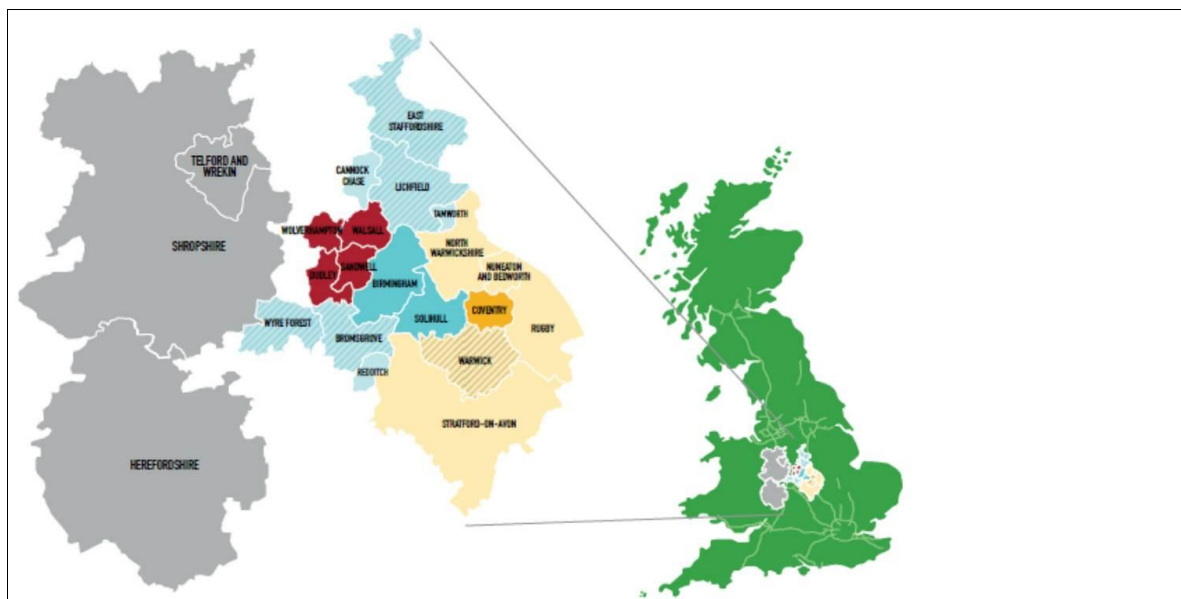 EAST
STAFFORDSHIRE
TELFORD AND
WREKIN
CANNOCK
CHASE
LICHFIELD
TAMWORTH
WOLVERHAMPTON
WALSALL
SHROPSHIRE
NORTH
WARWICKSHIRE
SANDWELL
DUDLEY
NUNEATON
AND BEDWORTH
BIRMINGHAM
COVENTRY
SOLIHULL
WYRE FOREST
RUGBY
BROMSGROVE
WARWICK
REDDITCH
STRATFORD-ON-AVON
HEREFORDSHIRE